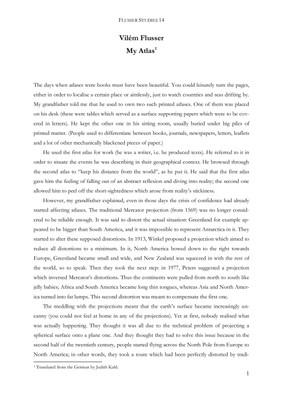 FLUSSER STUDIES 14
Vilém Flusser
My Atlas1
The days when atlases were books must have been beautiful. You could leisurely turn the pages,
either in order to localise a certain place or aimlessly, just to watch countries and seas drifting by.
My grandfather told me that he used to own two such printed atlases. One of them was placed
on his desk (these were tables which served as a surface supporting papers which were to be cov-
ered in letters). He kept the other one in his sitting room, usually buried under big piles of
printed matter. (People used to differentiate between books, journals, newspapers, letters, leaflets
and a lot of other mechanically blackened pieces of paper.)
He used the first atlas for work (he was a writer, i.e. he produced texts). He referred to it in
order to situate the events he was describing in their geographical context. He browsed through
the second atlas to “keep his distance from the world”, as he put it. He said that the first atlas
gave him the feeling of falling out of an abstract reflection and diving into reality; the second one
allowed him to peel off the short-sightedness which arose from reality’s stickiness.
However, my grandfather explained, even in those days the crisis of confidence had already
started affecting atlases. The traditional Mercator projection (from 1569) was no longer consid-
ered to be reliable enough. It was said to distort the actual situation: Greenland for example ap-
peared to be bigger than South America, and it was impossible to represent Antarctica in it. They
started to alter these supposed distortions. In 1913, Winkel proposed a projection which aimed to
reduce all distortions to a minimum. In it, North America bowed down to the right towards
Europe, Greenland became small and wide, and New Zealand was squeezed in with the rest of
the world, so to speak. Then they took the next step: in 1977, Peters suggested a projection
which inversed Mercator’s distortions. Thus the continents were pulled from north to south like
jelly babies; Africa and South America became long thin tongues, whereas Asia and North Amer-
ica turned into fat lumps. This second distortion was meant to compensate the first one.
The meddling with the projections meant that the earth’s surface became increasingly un-
canny (you could not feel at home in any of the projections). Yet at first, nobody realised what
was actually happening. They thought it was all due to the technical problem of projecting a
spherical surface onto a plane one. And they thought they had to solve this issue because in the
second half of the twentieth century, people started flying across the North Pole from Europe to
North America; in other words, they took a route which had been perfectly distorted by tradi-
1 Translated from the German by Judith Kahl.
1